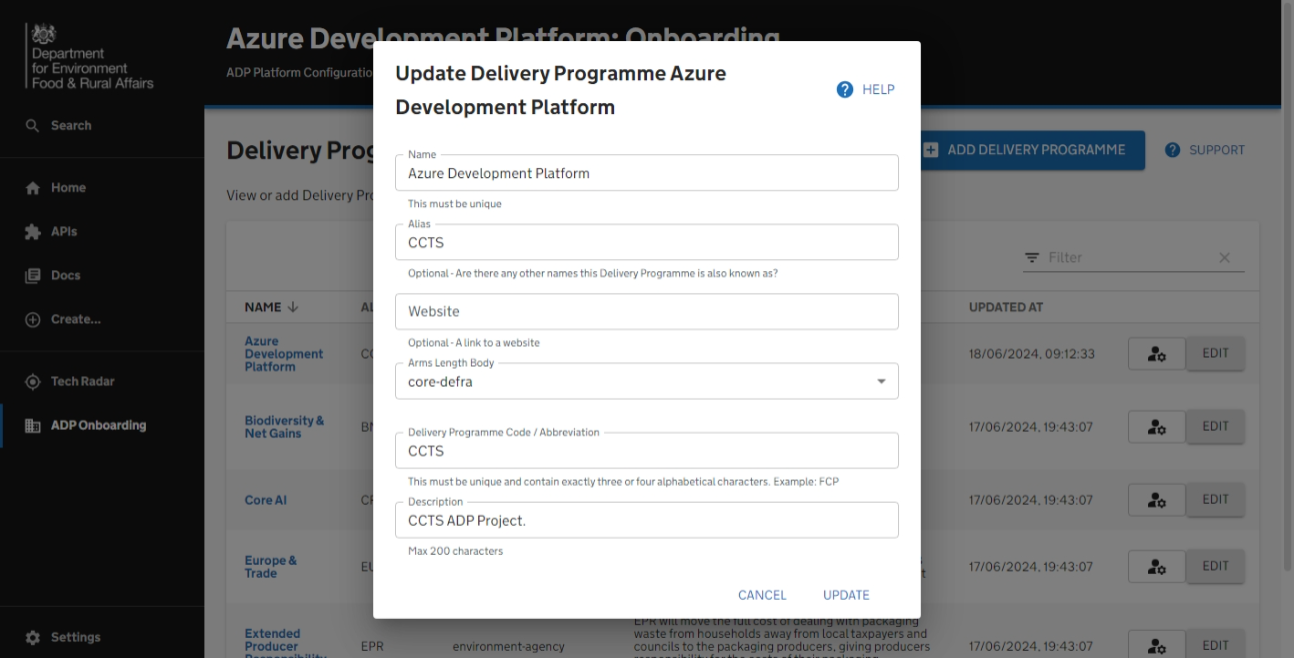 Department
for Environment
Food & Rural Affairs
Search
Home
APIs
Docs
Create...
Tech Radar
ADP Onboarding
Settings
Azure Development Platform: Onboarding
ADP Platform Configuratio
Delivery Prog
ADD DELIVERY PROGRAMME
SUPPORT
View or add Delivery Pro
Filter
NAME
UPDATED AT
Azure
Development
Platform
18/06/2024, 09:12:33
EDIT
Biodiversity &
Net Gains
17/06/2024, 19:43:07
EDIT
Core AI
17/06/2024, 19:43:07
EDIT
Europe &
Trade
17/06/2024, 19:43:07
EDIT
Extended
Producer
Responsibility
EPR
environment-agency
EPR will move the full cost of dealing with packaging
waste from households away from local taxpayers and
councils to the packaging producers, giving producers
17/06/2024, 19:43:07
EDIT
Update Delivery Programme Azure
Development Platform
HELP
Name
Azure Development Platform
This must be unique
Alias
CCTS
Optional - Are there any other names this Delivery Programme is also known as?
Website
Optional - A link to a website
Arms Length Body
core-defra
Delivery Programme Code / Abbreviation
CCTS
This must be unique and contain exactly three or four alphabetical characters. Example: FCP
Description
CCTS ADP Project.
Max 200 characters
CANCEL
UPDATE